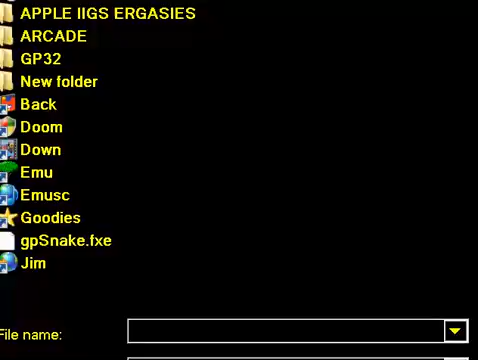 APPLE IIGS ERGASIES
ARCADE
GP32
New folder
Back
Doom
Down
Emu
Emusc
Goodies
gpSnake.fxe
Jim
File name: